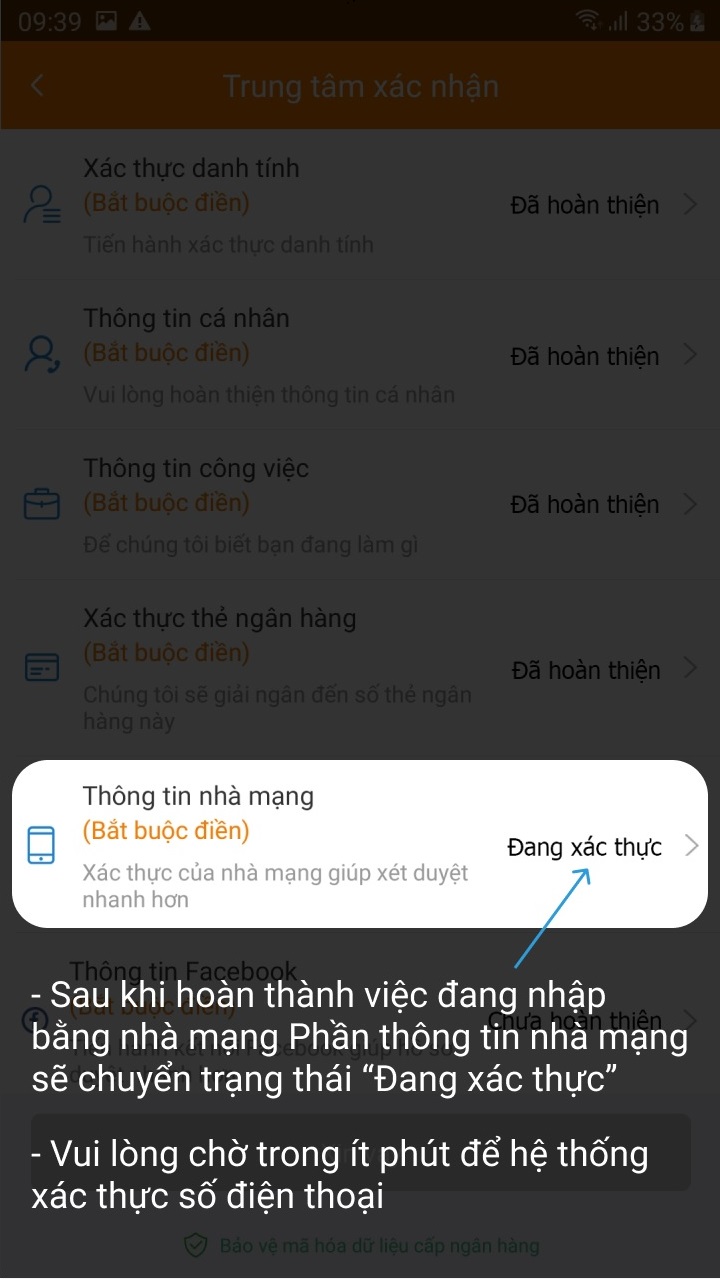 09:39
33%
Trung tâm xác nhận
Xác thực danh tính
(Bắt buộc điền)
Đã hoàn thiện
Tiến hành xác thực danh tính
Thông tin cá nhân
(Bắt buộc điền)
Đã hoàn thiện
Vui lòng hoàn thiện thông tin cá nhân
Thông tin công việc
(Bắt buộc điền)
Đã hoàn thiện
Để chúng tôi biết bạn đang làm gì
Xác thực thẻ ngân hàng
(Bắt buộc điền)
Đã hoàn thiện
Chúng tôi sẽ giải ngân đến số thẻ ngân
hàng này
Thông tin nhà mạng
(Bắt buộc điền)
Đang xác thực
Xác thực của nhà mạng giúp xét duyệt
nhanh hơn
Thông tin Facebook
(Bắt buộc điền)
Chưa hoàn thiện
- Sau khi hoàn thành việc đang nhập
bằng nhà mạng Phần thông tin nhà mạng
sẽ chuyển trạng thái “Đang xác thực”
- Vui lòng chờ trong ít phút để hệ thống
xác thực số điện thoại
Bảo vệ mã hóa dữ liệu cấp ngân hàng